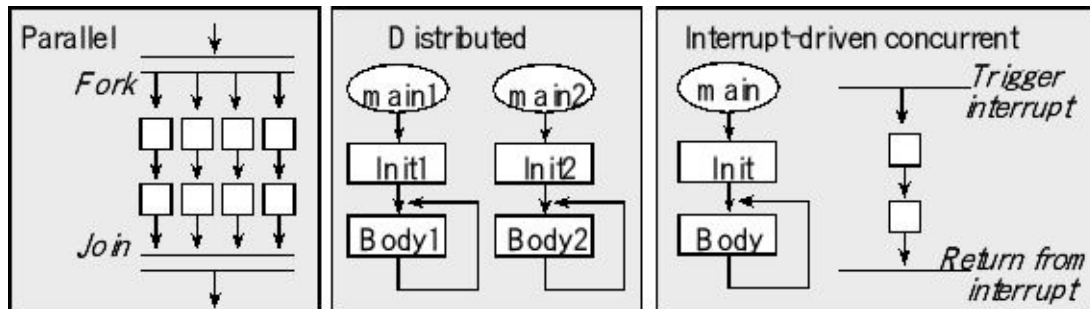 Parallel
Fork
Join
Distributed
main1
main2
Init1
Init2
Body1
Body2
Interrupt-driven concurrent
main
Init
Body
Trigger
interrupt
Return from
interrupt